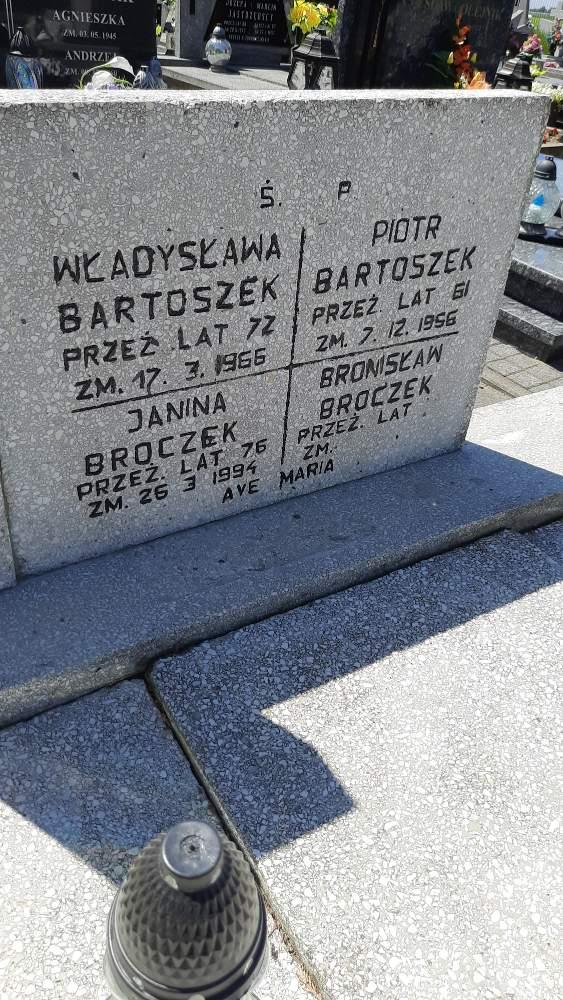 AGNIESZKA
ZM. 03. 05. 1945
ANDRZEJ
Ś. P
WŁADYSŁAWA
BARTOSZEK
PRZEŻ. LAT 72
ZM. 17. 3. 1966
PIOTR
BARTOSZEK
PRZEŻ. LAT 61
ZM. 7. 12. 1956
JANINA
BROCZEK
PRZEŻ. LAT 76
ZM. 26 3 1994
BRONISŁAW
BROCZEK
PRZEŻ. LAT .
ZM.
AVE MARIA